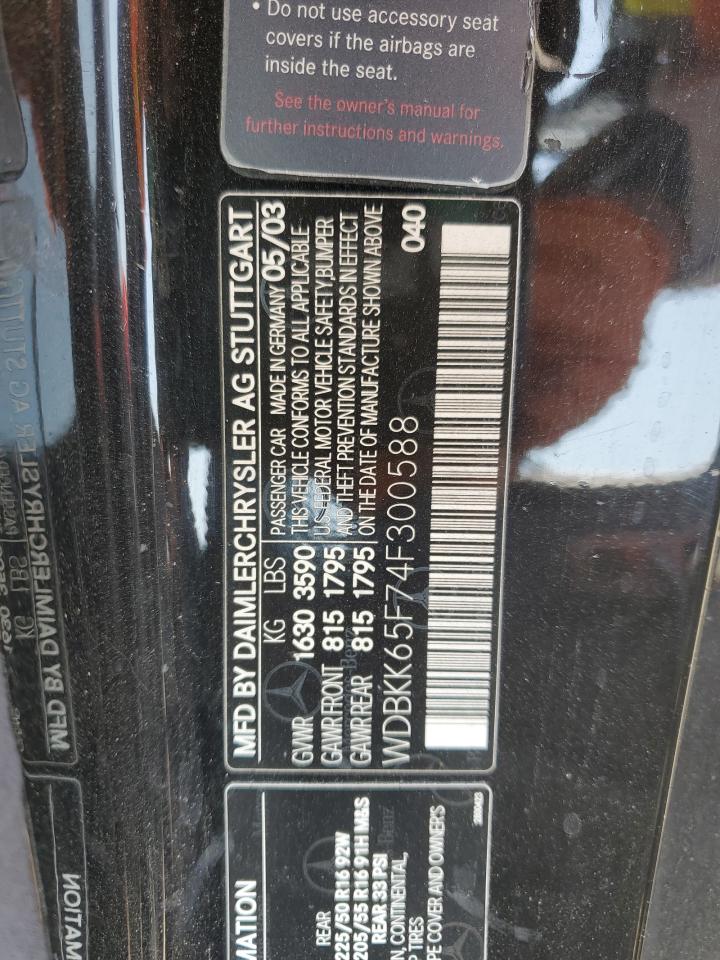 • Do not use accessory seat
covers if the airbags are
inside the seat.
See the owner's manual for
further instructions and warnings.
MFD BY DAIMLERCHRYSLER AG STUTTGART
KG LBS PASSENGER CAR MADE IN GERMANY 05/03
GVWR 1630 3590 THIS VEHICLE CONFORMS TO ALL APPLICABLE
U.S FEDERAL MOTOR VEHICLE SAFETY, BUMPER
GAWR FRONT 815 1795 AND THEFT PREVENTION STANDARDS IN EFFECT
GAWR REAR 815 1795 ON THE DATE OF MANUFACTURE SHOWN ABOVE
WDBKK65F74F300588 040
MATION
REAR
225/50 R16 92W
205/55 R16 91H M&S
REAR 33 PSI
CONTINENTAL,
TIRES
COVER AND OWNER'S